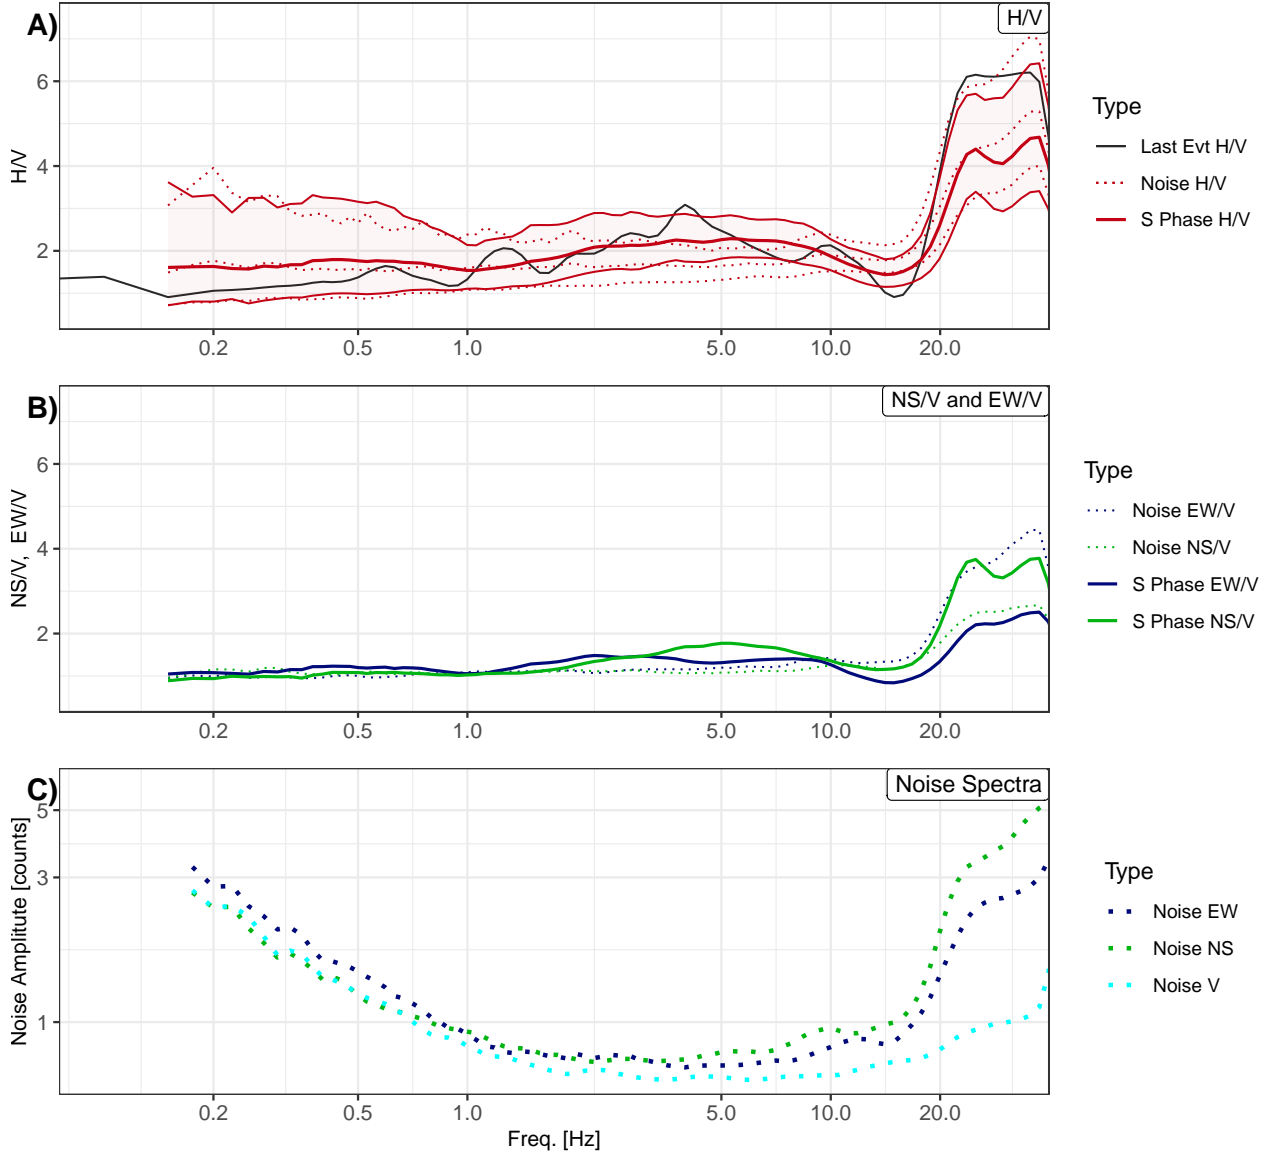 A)
H/V
H/V
6
4
2
0.2 0.5 1.0 5.0 10.0 20.0
Type
Last Evt H/V
Noise H/V
S Phase H/V
B)
NS/V and EW/V
NS/V, EW/V
6
4
2
0.2 0.5 1.0 5.0 10.0 20.0
Type
Noise EW/V
Noise NS/V
S Phase EW/V
S Phase NS/V
C)
Noise Spectra
Noise Amplitute [counts]
5
3
1
0.2 0.5 1.0 5.0 10.0 20.0
Freq. [Hz]
Type
Noise EW
Noise NS
Noise V